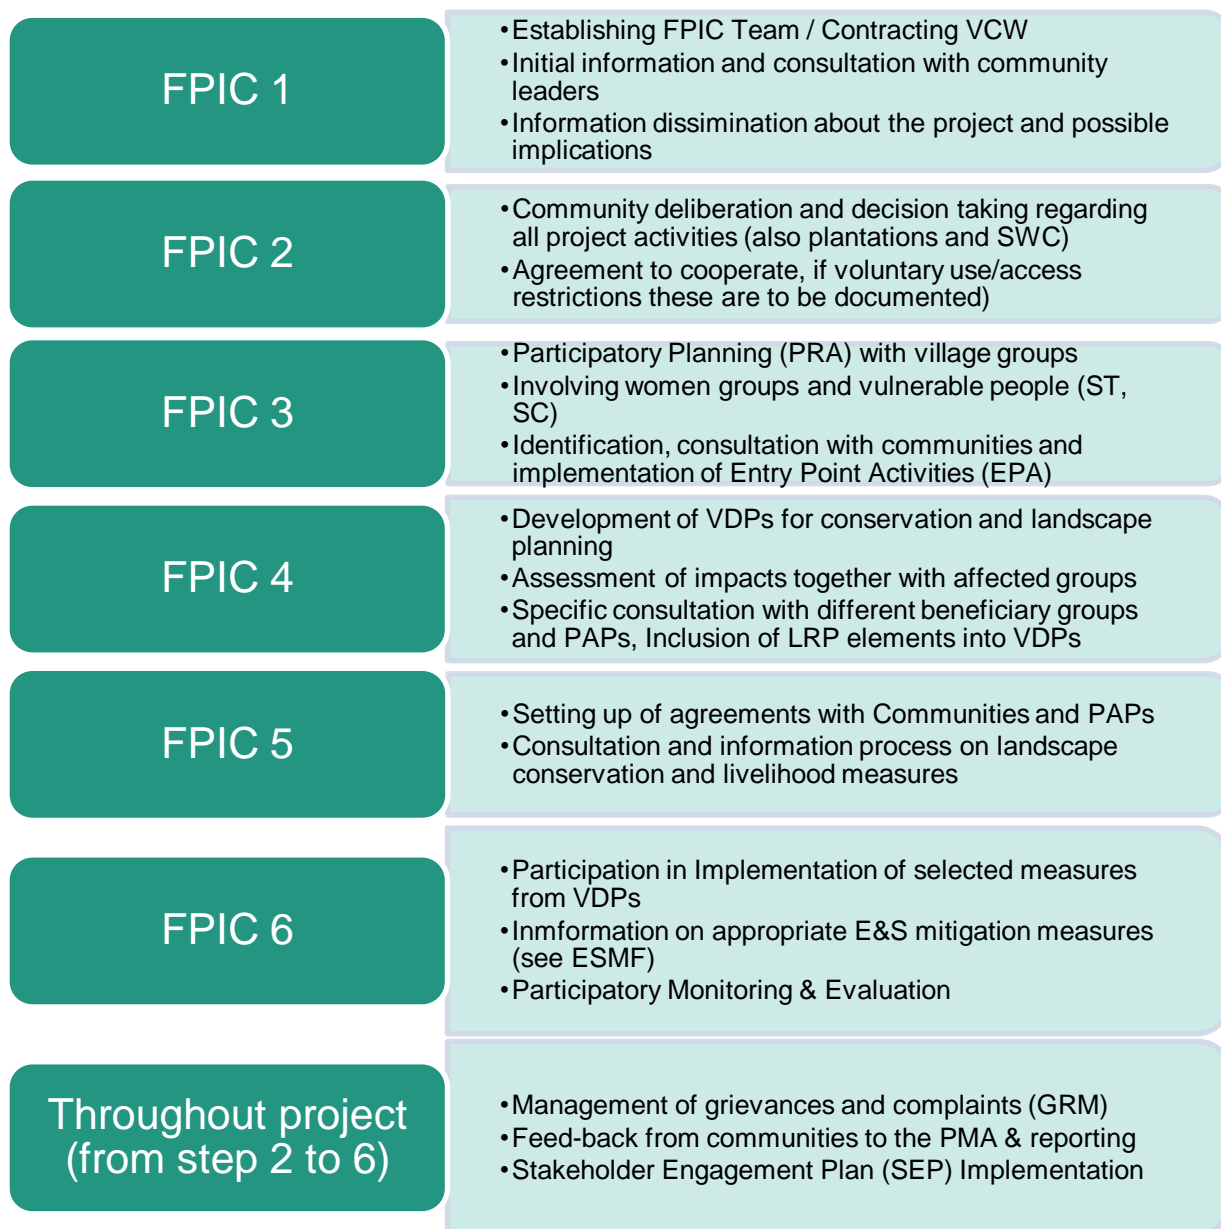 FPIC 1
•Establishing FPIC Team / Contracting VCW
•Initial information and consultation with community
leaders
•Information dissimination about the project and possible
implications
FPIC 2
•Community deliberation and decision taking regarding
all project activities (also plantations and SWC)
•Agreement to cooperate, if voluntary use/access
restrictions these are to be documented)
FPIC 3
•Participatory Planning (PRA) with village groups
•Involving women groups and vulnerable people (ST,
SC)
•Identification, consultation with communities and
implementation of Entry Point Activities (EPA)
FPIC 4
•Development of VDPs for conservation and landscape
planning
•Assessment of impacts together with affected groups
•Specific consultation with different beneficiary groups
and PAPs, Inclusion of LRP elements into VDPs
FPIC 5
•Setting up of agreements with Communities and PAPs
•Consultation and information process on landscape
conservation and livelihood measures
FPIC 6
•Participation in Implementation of selected measures
from VDPs
•Inmformation on appropriate E&S mitigation measures
(see ESMF)
•Participatory Monitoring & Evaluation
Throughout project
(from step 2 to 6)
•Management of grievances and complaints (GRM)
•Feed-back from communities to the PMA & reporting
•Stakeholder Engagement Plan (SEP) Implementation